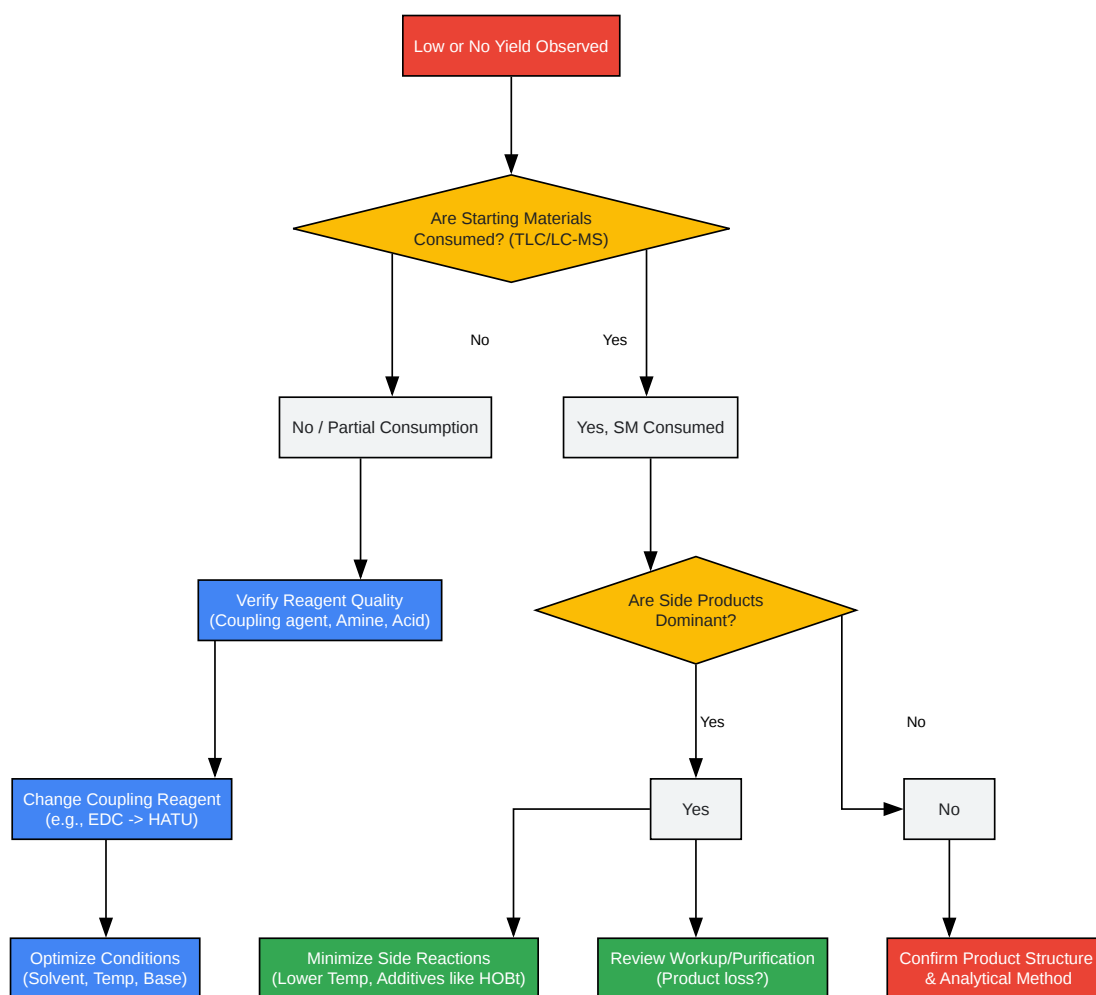 Low or No Yield Observed
Are Starting Materials
Consumed? (TLC/LC-MS)
No
Yes
No / Partial Consumption
Yes, SM Consumed
Verify Reagent Quality
(Coupling agent, Amine, Acid)
Are Side Products
Dominant?
Yes
No
Change Coupling Reagent
(e.g., EDC -> HATU)
Yes
No
Optimize Conditions
(Solvent, Temp, Base)
Minimize Side Reactions
(Lower Temp, Additives like HOBt)
Review Workup/Purification
(Product loss?)
Confirm Product Structure
& Analytical Method